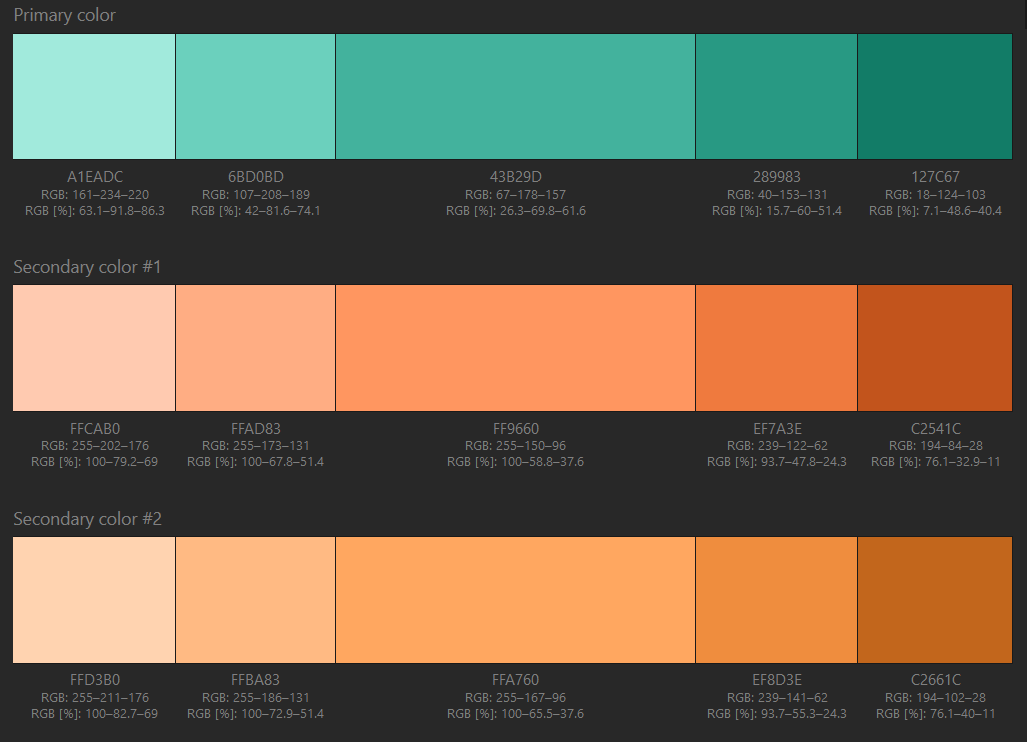 Primary color
A1EADC 6BD0BD 43B29D 289983 127C67
RGB: 161–234–220 RGB: 107–208–189 RGB: 67–178–157 RGB: 40–153–131 RGB: 18–124–103
RGB [%]: 63.1–91.8–86.3 RGB [%]: 42–81.6–74.1 RGB [%]: 26.3–69.8–61.6 RGB [%]: 15.7–60–51.4 RGB [%]: 7.1–48.6–40.4
Secondary color #1
FFCAB0 FFAD83 FF9660 EF7A3E C2541C
RGB: 255–202–176 RGB: 255–173–131 RGB: 255–150–96 RGB: 239–122–62 RGB: 194–84–28
RGB [%]: 100–79.2–69 RGB [%]: 100–67.8–51.4 RGB [%]: 100–58.8–37.6 RGB [%]: 93.7–47.8–24.3 RGB [%]: 76.1–32.9–11
Secondary color #2
FFD3B0 FFBA83 FFA760 EF8D3E C2661C
RGB: 255–211–176 RGB: 255–186–131 RGB: 255–167–96 RGB: 239–141–62 RGB: 194–102–28
RGB [%]: 100–82.7–69 RGB [%]: 100–72.9–51.4 RGB [%]: 100–65.5–37.6 RGB [%]: 93.7–55.3–24.3 RGB [%]: 76.1–40–11